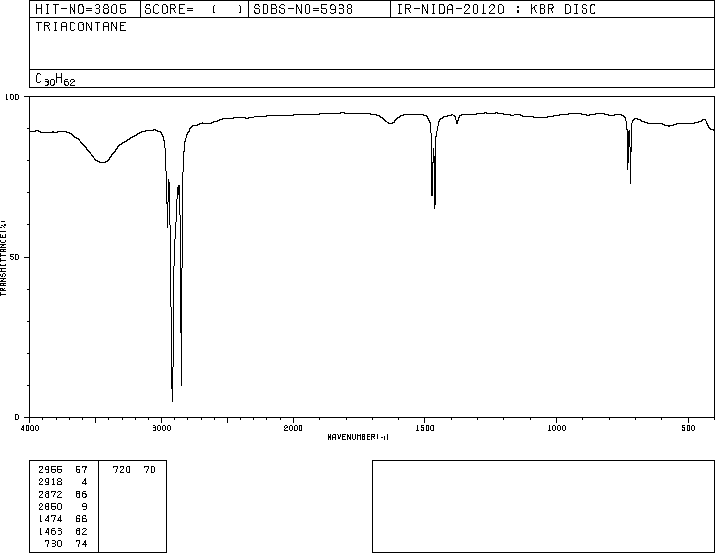 HIT-NO=3805 SCORE= ( ) SDBS-NO=5938 IR-NIDA-20120 : KBR DISC
TRIACONTANE
C30H62
100
50
0
TRANSMITTANCE(%)
4000 3000 2000 1500 1000 500
WAVENUMBER(-1)
2956 67 720 70
2918 4
2872 86
2850 9
1474 66
1463 62
730 74